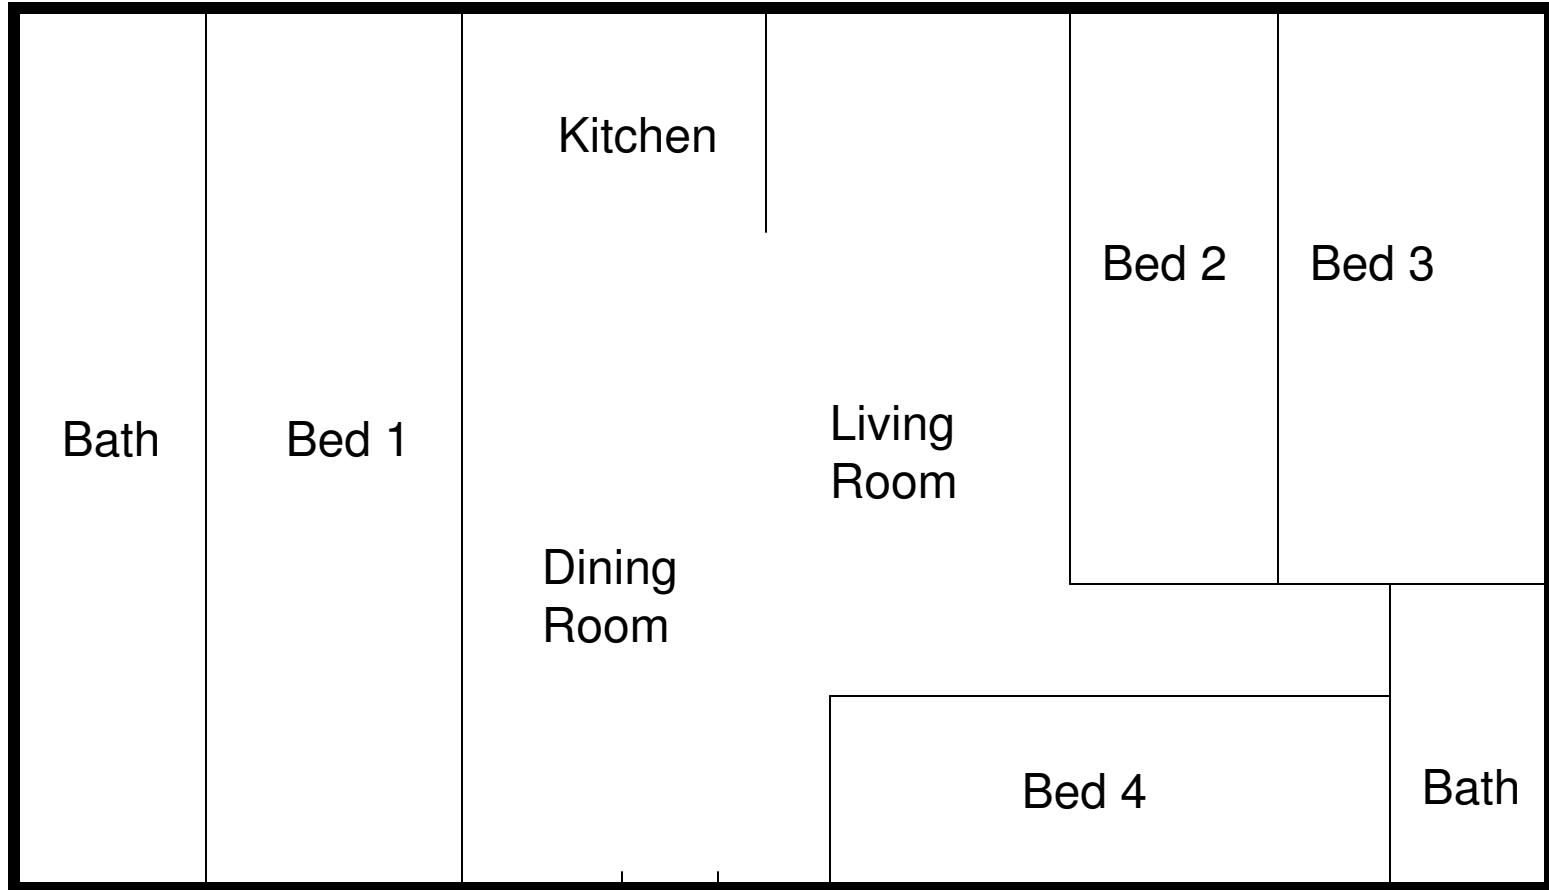 Kitchen
Bed 2
Bed 3
Bath
Bed 1
Living
Room
Dining
Room
Bed 4
Bath